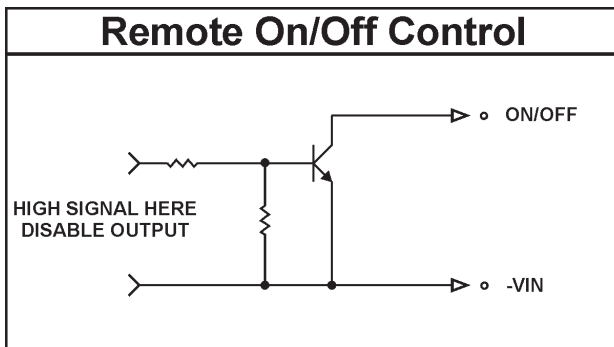 Remote On/Off Control
ON/OFF
HIGH SIGNAL HERE
DISABLE OUTPUT
-VIN